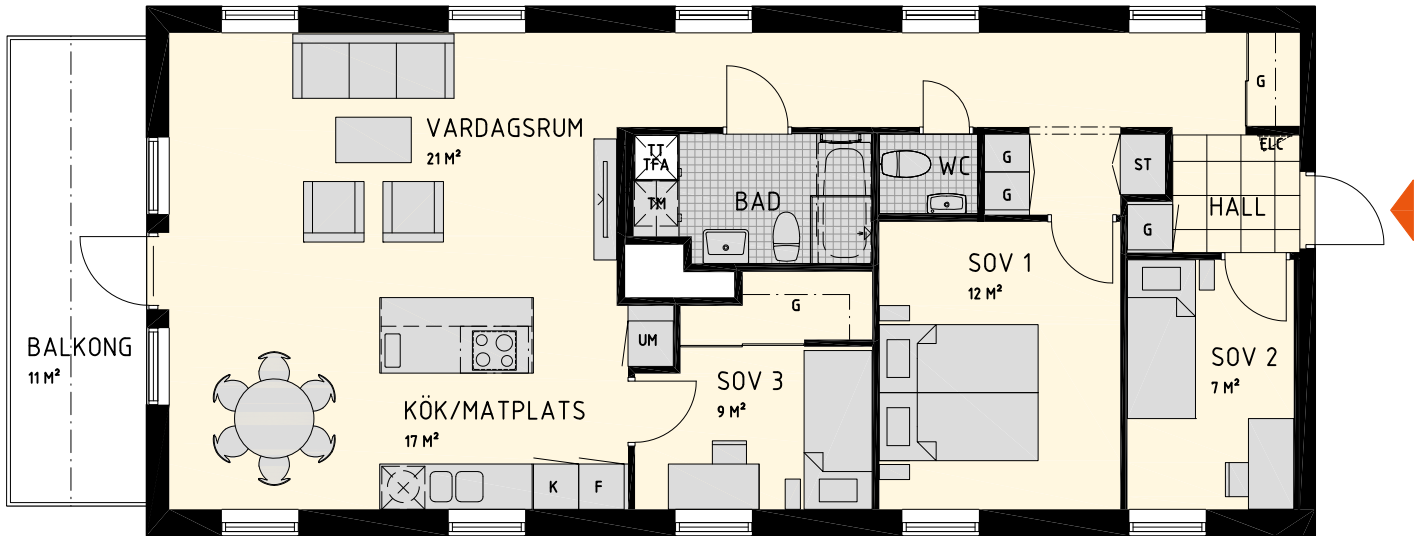 G
VARDAGSRUM
21 M²
TT
TFA
TM
BAD
WC
G
G
ST
ELC
HALL
G
SOV 1
12 M²
G
UM
BALKONG
11 M²
SOV 3
9 M²
SOV 2
7 M²
KÖK/MATPLATS
17 M²
K
F